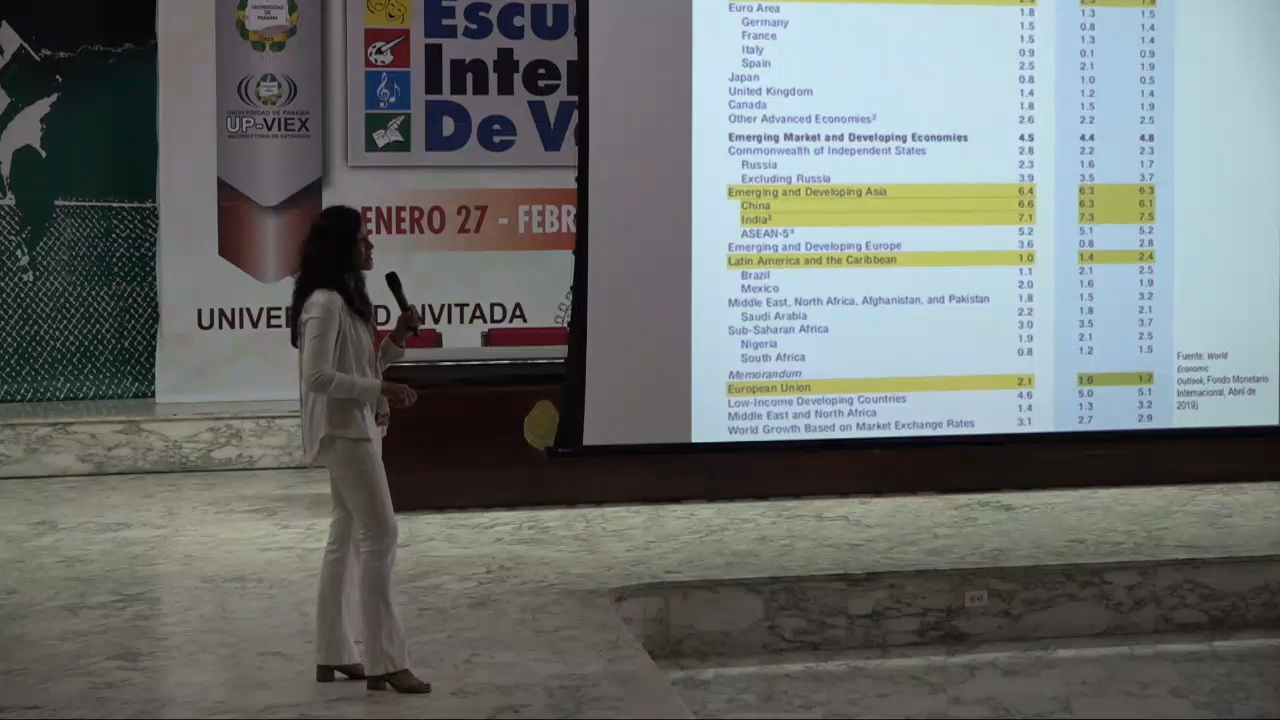 UNIVERSIDAD
DE PANAMÁ
UNIVERSIDAD DE PANAMÁ
UP-VIEX
VICERRECTORÍA DE EXTENSIÓN
Escu
Inter
De V
ENERO 27 - FEBR
UNIVE D INVITADA
Euro Area 1.8 1.3 1.5
Germany 1.5 0.8 1.4
France 1.5 1.3 1.4
Italy 0.9 0.1 0.9
Spain 2.5 2.1 1.9
Japan 0.8 1.0 0.5
United Kingdom 1.4 1.2 1.4
Canada 1.8 1.5 1.9
Other Advanced Economies² 2.6 2.2 2.5
Emerging Market and Developing Economies 4.5 4.4 4.8
Commonwealth of Independent States 2.8 2.2 2.3
Russia 2.3 1.6 1.7
Excluding Russia 3.9 3.5 3.7
Emerging and Developing Asia 6.4 6.3 6.3
China 6.6 6.3 6.1
India³ 7.1 7.3 7.5
ASEAN-5⁴ 5.2 5.1 5.2
Emerging and Developing Europe 3.6 0.8 2.8
Latin America and the Caribbean 1.0 1.4 2.4
Brazil 1.1 2.1 2.5
Mexico 2.0 1.6 1.9
Middle East, North Africa, Afghanistan, and Pakistan 1.8 1.5 3.2
Saudi Arabia 2.2 1.8 2.1
Sub-Saharan Africa 3.0 3.5 3.7
Nigeria 1.9 2.1 2.5
South Africa 0.8 1.2 1.5
Memorandum
European Union 2.1 1.6 1.7
Low-Income Developing Countries 4.6 5.0 5.1
Middle East and North Africa 1.4 1.3 3.2
World Growth Based on Market Exchange Rates 3.1 2.7 2.9
Fuente: World
Economic
Outlook, Fondo Monetario
Internacional, Abril de
2019)